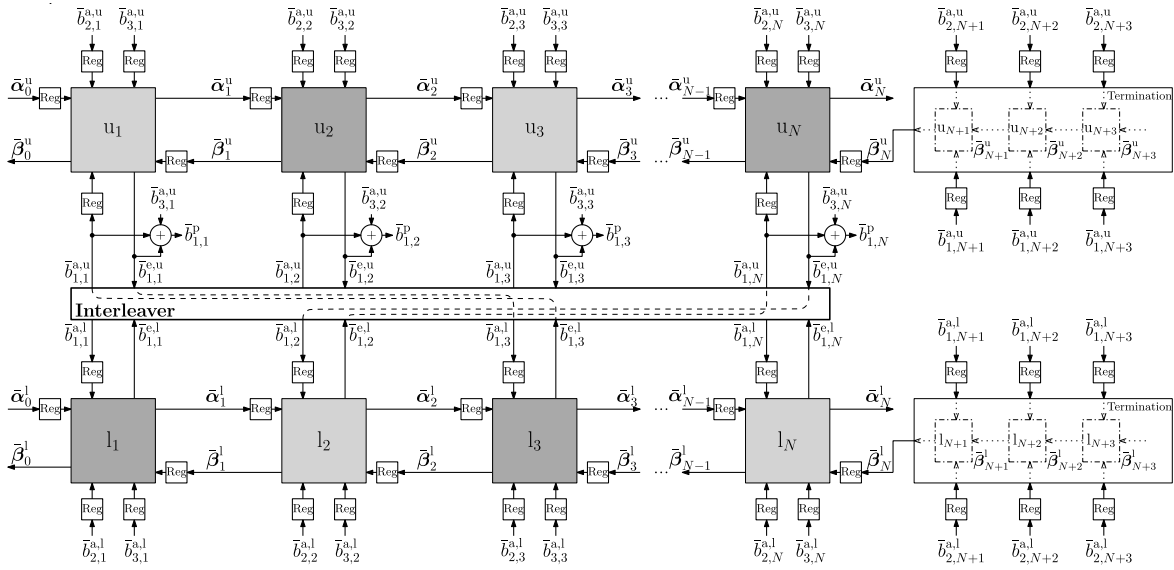 b̄^{a,u}_{2,1} b̄^{a,u}_{3,1} b̄^{a,u}_{2,2} b̄^{a,u}_{3,2} b̄^{a,u}_{2,3} b̄^{a,u}_{3,3} b̄^{a,u}_{2,N} b̄^{a,u}_{3,N} b̄^{a,u}_{2,N+1} b̄^{a,u}_{2,N+2} b̄^{a,u}_{2,N+3}
Reg Reg Reg Reg Reg Reg Reg Reg Reg Reg Reg
ᾱ^u_0 Reg ᾱ^u_1 Reg ᾱ^u_2 Reg ᾱ^u_3 ... ᾱ^u_{N−1} Reg ᾱ^u_N Termination
u_1 u_2 u_3 u_N u_{N+1} u_{N+2} u_{N+3}
β̄^u_0 Reg β̄^u_1 Reg β̄^u_2 Reg β̄^u_3 ... β̄^u_{N−1} Reg β̄^u_N β̄^u_{N+1} β̄^u_{N+2} β̄^u_{N+3}
Reg Reg Reg Reg Reg Reg Reg
b̄^{a,u}_{3,1} b̄^{a,u}_{3,2} b̄^{a,u}_{3,3} b̄^{a,u}_{3,N}
+ b̄^p_{1,1} + b̄^p_{1,2} + b̄^p_{1,3} + b̄^p_{1,N} b̄^{a,u}_{1,N+1} b̄^{a,u}_{1,N+2} b̄^{a,u}_{1,N+3}
b̄^{a,u}_{1,1} b̄^{e,u}_{1,1} b̄^{a,u}_{1,2} b̄^{e,u}_{1,2} b̄^{a,u}_{1,3} b̄^{e,u}_{1,3} b̄^{a,u}_{1,N} b̄^{e,u}_{1,N}
Interleaver
b̄^{a,l}_{1,1} b̄^{e,l}_{1,1} b̄^{a,l}_{1,2} b̄^{e,l}_{1,2} b̄^{a,l}_{1,3} b̄^{e,l}_{1,3} b̄^{a,l}_{1,N} b̄^{e,l}_{1,N} b̄^{a,l}_{1,N+1} b̄^{a,l}_{1,N+2} b̄^{a,l}_{1,N+3}
Reg Reg Reg Reg Reg Reg Reg
ᾱ^l_0 Reg ᾱ^l_1 Reg ᾱ^l_2 Reg ᾱ^l_3 ... ᾱ^l_{N−1} Reg ᾱ^l_N Termination
l_1 l_2 l_3 l_N l_{N+1} l_{N+2} l_{N+3}
β̄^l_0 Reg β̄^l_1 Reg β̄^l_2 Reg β̄^l_3 ... β̄^l_{N−1} Reg β̄^l_N β̄^l_{N+1} β̄^l_{N+2} β̄^l_{N+3}
Reg Reg Reg Reg Reg Reg Reg Reg Reg Reg Reg
b̄^{a,l}_{2,1} b̄^{a,l}_{3,1} b̄^{a,l}_{2,2} b̄^{a,l}_{3,2} b̄^{a,l}_{2,3} b̄^{a,l}_{3,3} b̄^{a,l}_{2,N} b̄^{a,l}_{3,N} b̄^{a,l}_{2,N+1} b̄^{a,l}_{2,N+2} b̄^{a,l}_{2,N+3}